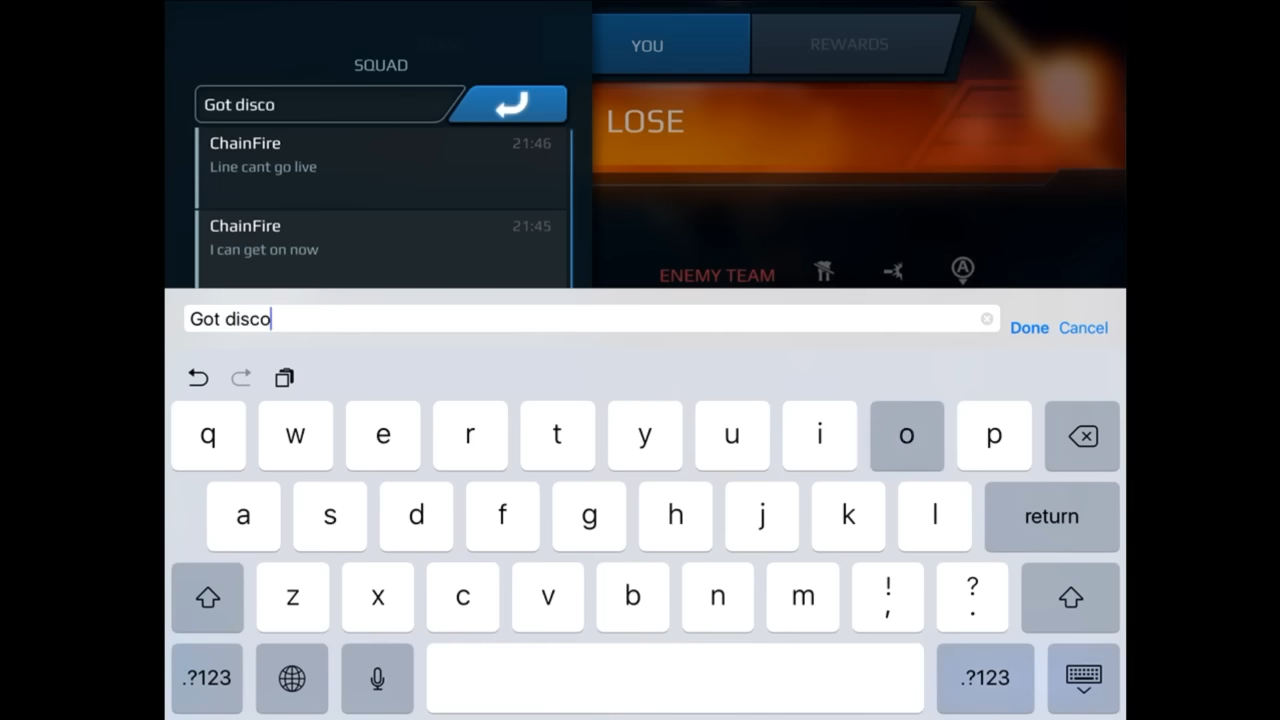 YOU
REWARDS
SQUAD
Got disco
LOSE
ChainFire 21:46
Line cant go live
ChainFire 21:45
I can get on now
ENEMY TEAM
A
Got disco
Done Cancel
q w e r t y u i o p
a s d f g h j k l return
z x c v b n m ! , ? .
.?123 .?123